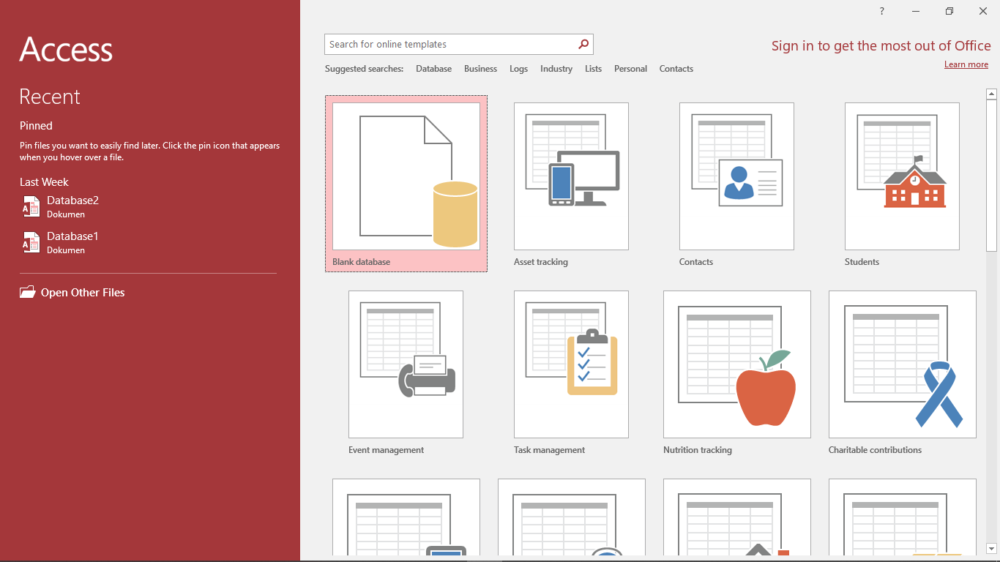 ?
Access
Recent
Pinned
Pin files you want to easily find later. Click the pin icon that appears
when you hover over a file.
Last Week
Database2
Dokumen
Database1
Dokumen
Open Other Files
Search for online templates
Sign in to get the most out of Office
Learn more
Suggested searches: Database Business Logs Industry Lists Personal Contacts
Blank database
Asset tracking
Contacts
Students
Event management
Task management
Nutrition tracking
Charitable contributions